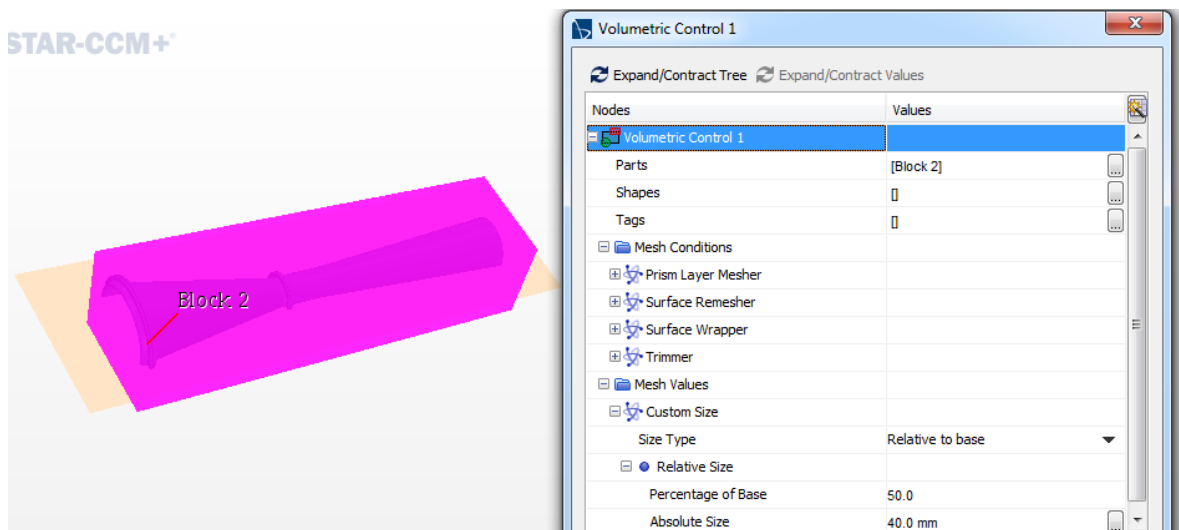 STAR-CCM+
Block 2
Volumetric Control 1
Expand/Contract Tree Expand/Contract Values
Nodes Values
Volumetric Control 1
Parts [Block 2]
Shapes []
Tags []
Mesh Conditions
Prism Layer Mesher
Surface Remesher
Surface Wrapper
Trimmer
Mesh Values
Custom Size
Size Type Relative to base
Relative Size
Percentage of Base 50.0
Absolute Size 40.0 mm